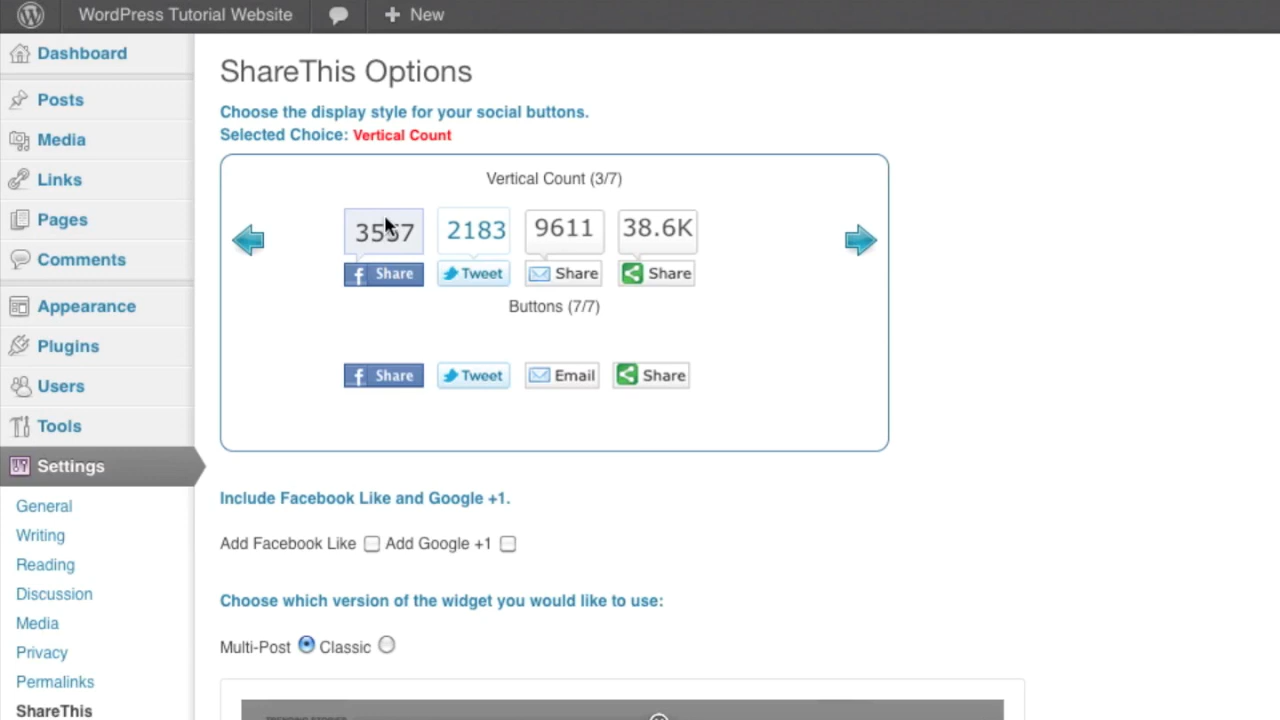 WordPress Tutorial Website
New
Dashboard
Posts
Media
Links
Pages
Comments
Appearance
Plugins
Users
Tools
Settings
General
Writing
Reading
Discussion
Media
Privacy
Permalinks
ShareThis
ShareThis Options
Choose the display style for your social buttons.
Selected Choice: Vertical Count
Vertical Count (3/7)
2183 9611 38.6K
Share Tweet Share Share
Buttons (7/7)
Share Tweet Email Share
Include Facebook Like and Google +1.
Add Facebook Like Add Google +1
Choose which version of the widget you would like to use:
Multi-Post Classic